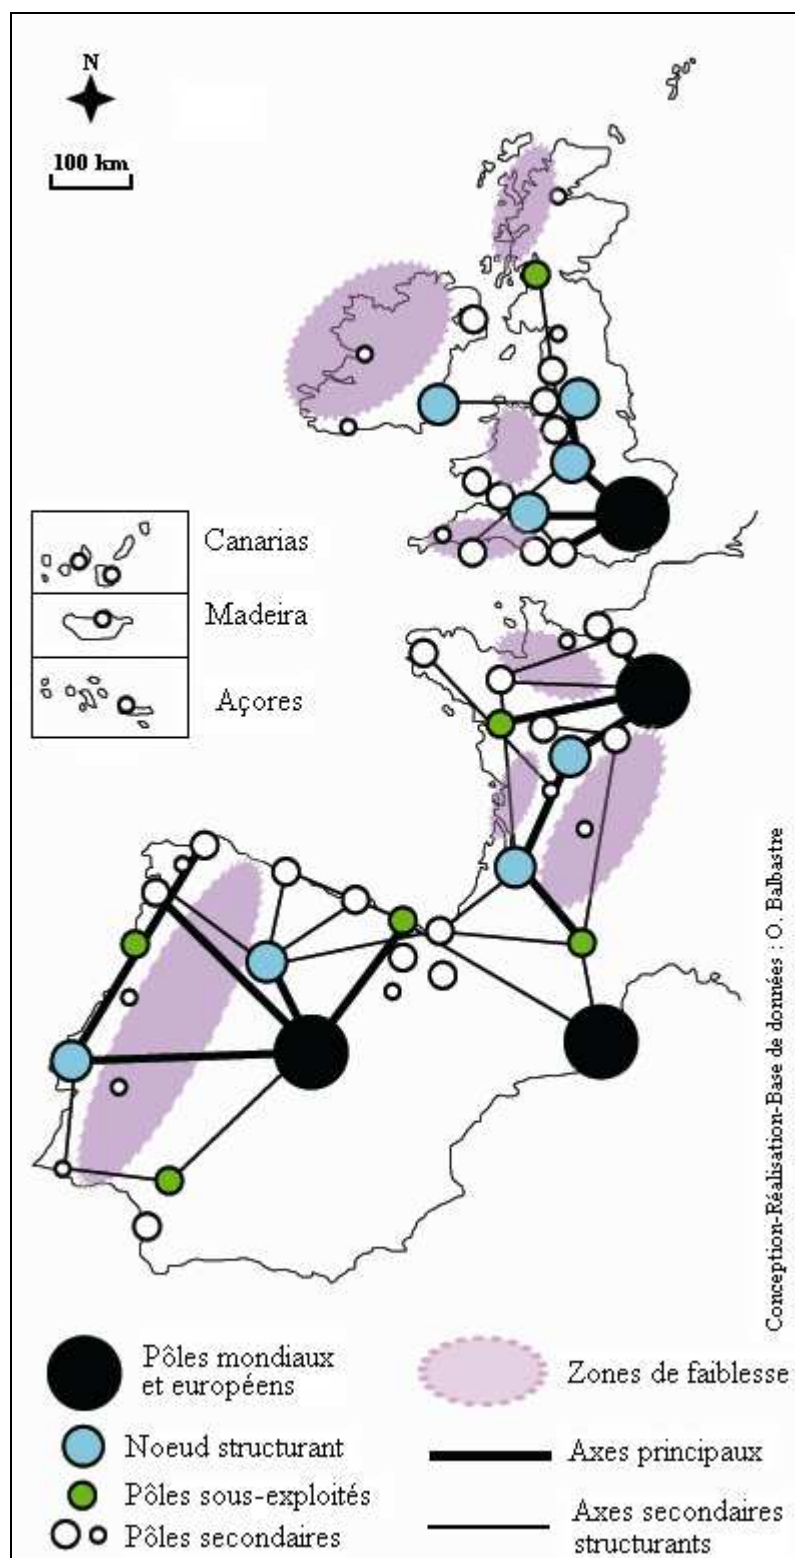 N
100 km
Canarias
Madeira
Açores
Conception-Réalisation-Base de données : O. Balbastre
Pôles mondiaux
et européens
Noeud structurant
Pôles sous-exploités
Pôles secondaires
Zones de faiblesse
Axes principaux
Axes secondaires
structurants